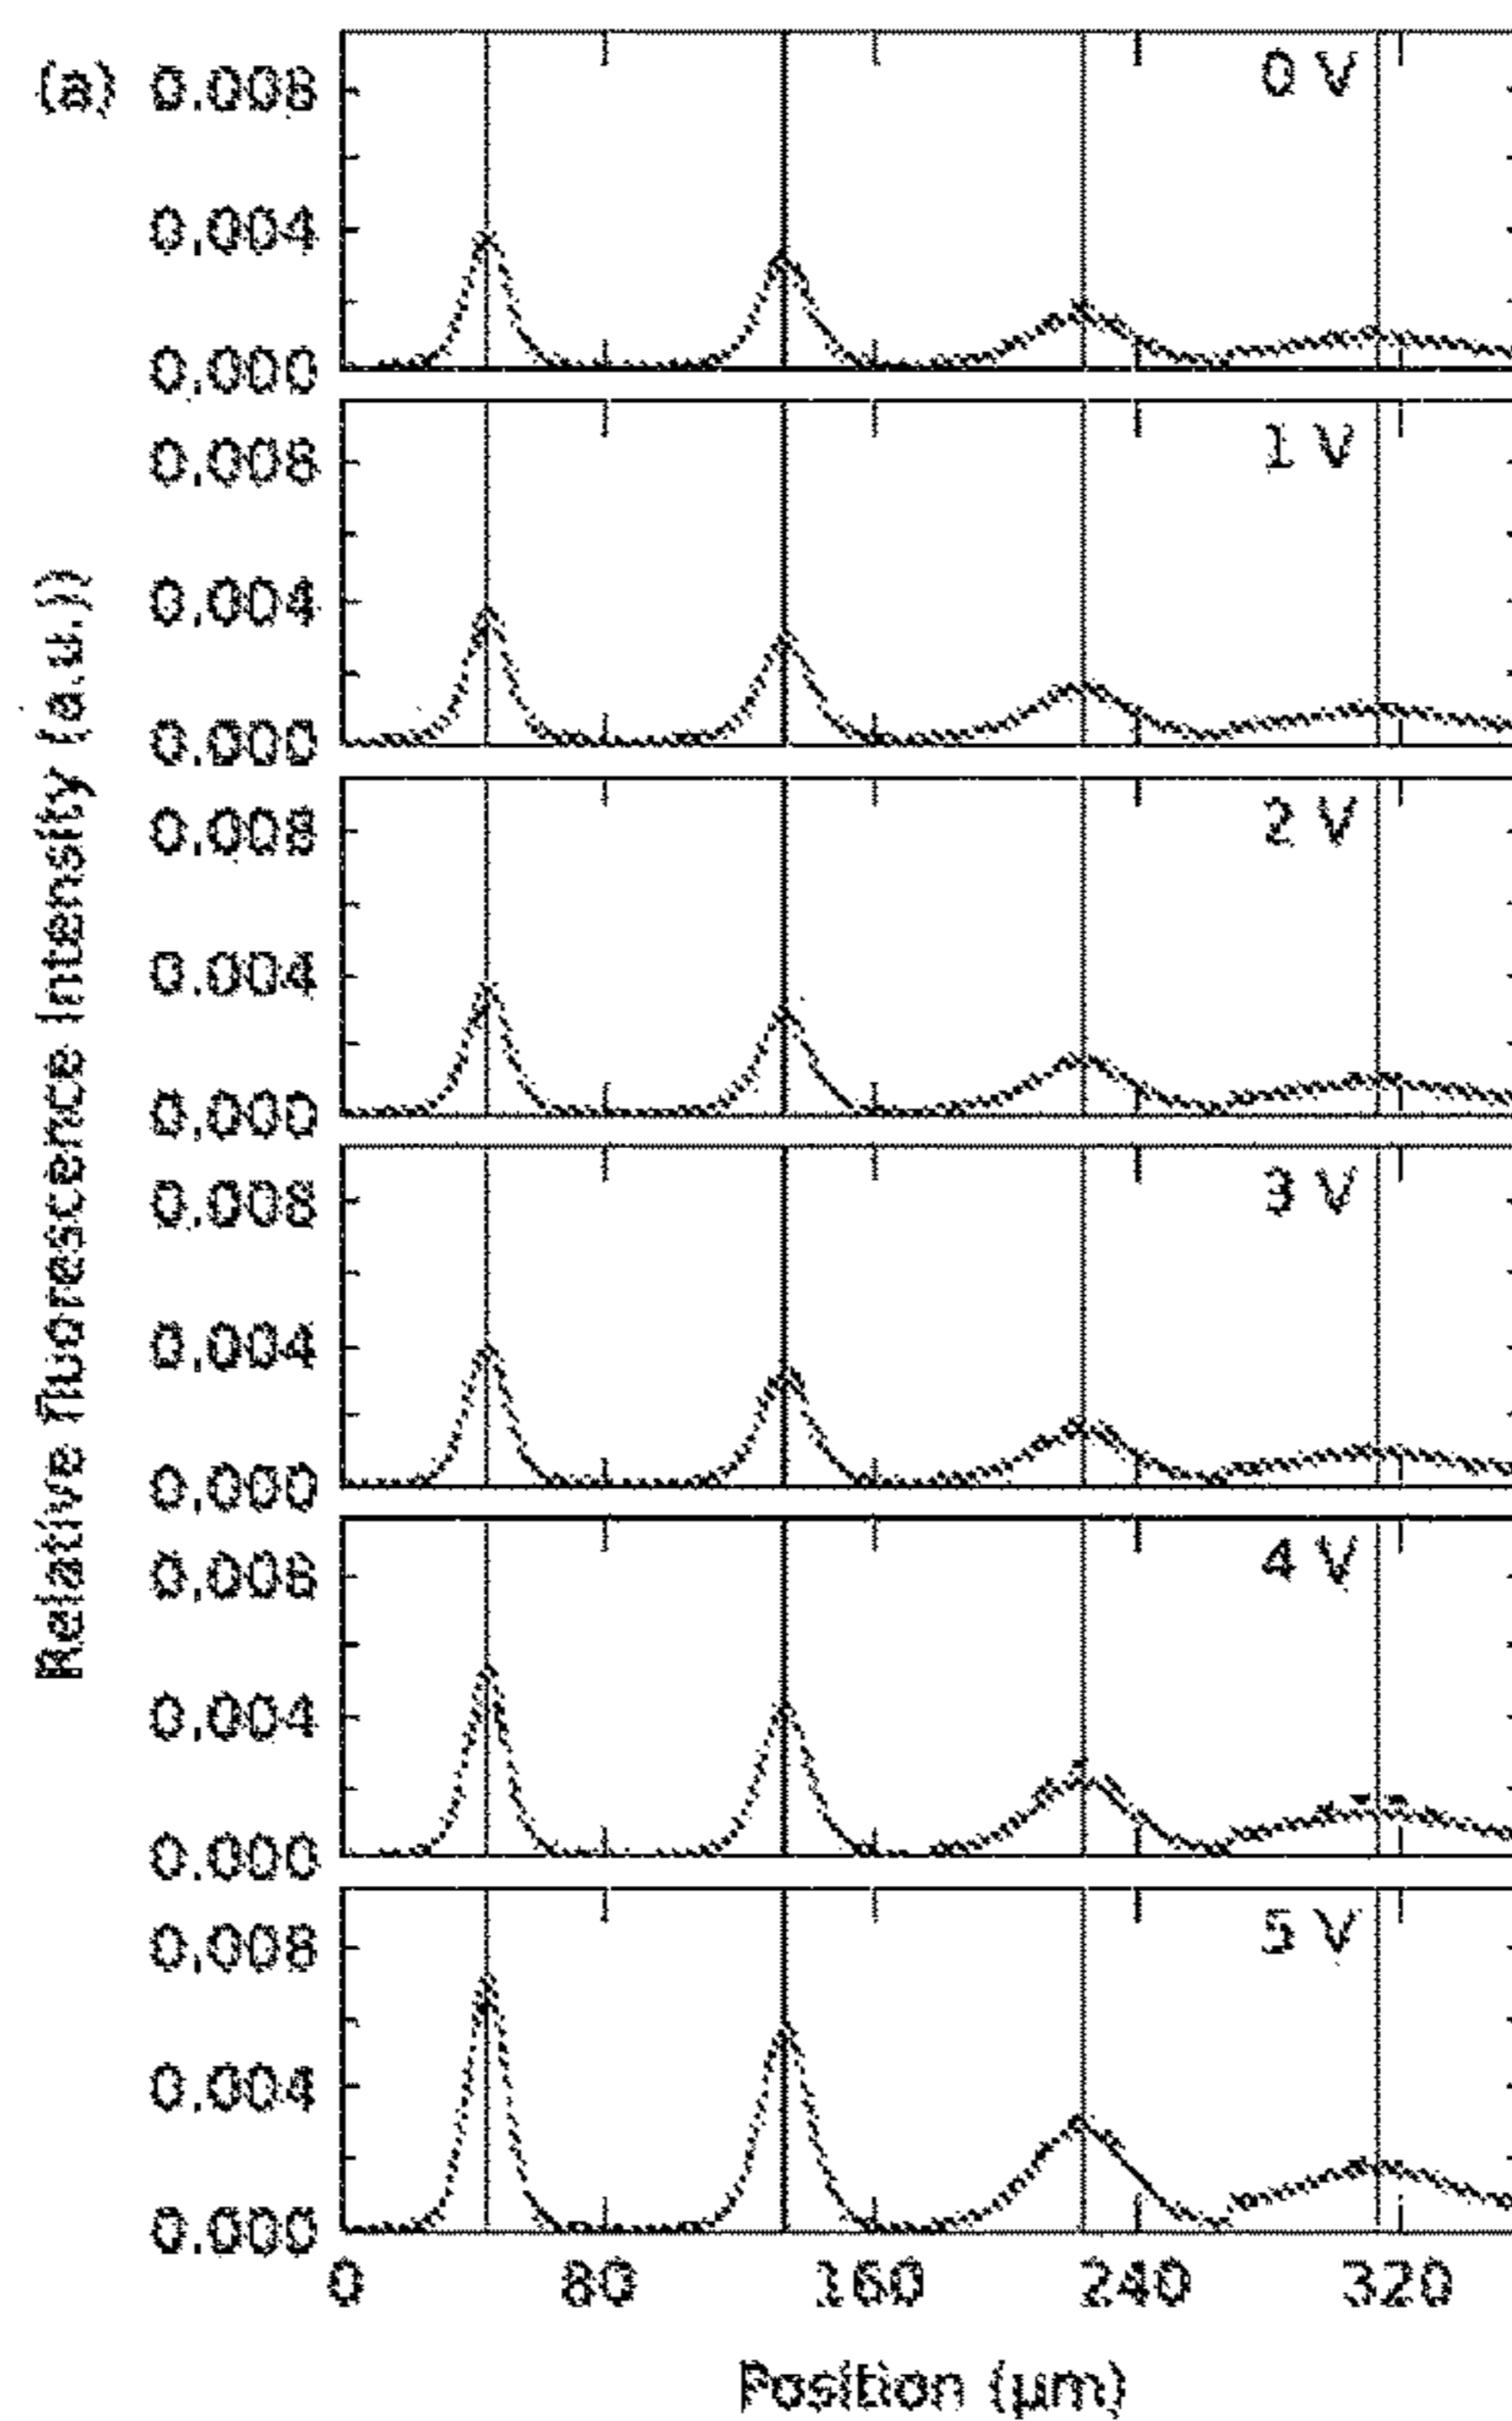 (a)
0.008
0 V
0.004
0.000
0.008
1 V
0.004
0.000
0.008
2 V
0.004
0.000
0.008
3 V
0.004
0.000
0.008
4 V
0.004
0.000
0.008
5 V
0.004
0.000
0 80 160 240 320
Position (μm)
Relative fluorescence Intensity (a.u.))